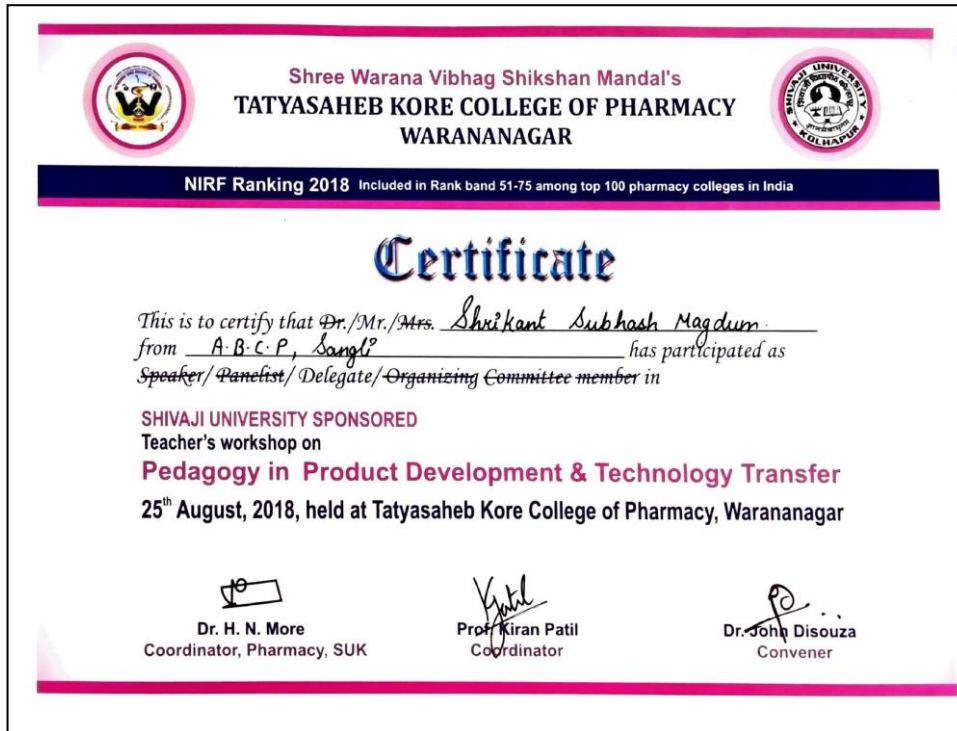 Shree Warana Vibhag Shikshan Mandal's
TATYASAHEB KORE COLLEGE OF PHARMACY
WARANANAGAR
SHIVAJI UNIVERSITY
KOLHAPUR
NIRF Ranking 2018 Included in Rank band 51-75 among top 100 pharmacy colleges in India
Certificate
This is to certify that Dr./Mr./Mrs. Shrikant Subhash Magdum.
from A.B.C.P, Sangli has participated as
Speaker/ Panelist/ Delegate/ Organizing Committee member in
SHIVAJI UNIVERSITY SPONSORED
Teacher's workshop on
Pedagogy in Product Development & Technology Transfer
25th August, 2018, held at Tatyasaheb Kore College of Pharmacy, Warananagar
Dr. H. N. More
Coordinator, Pharmacy, SUK
Prof. Kiran Patil
Coordinator
Dr. John Disouza
Convener